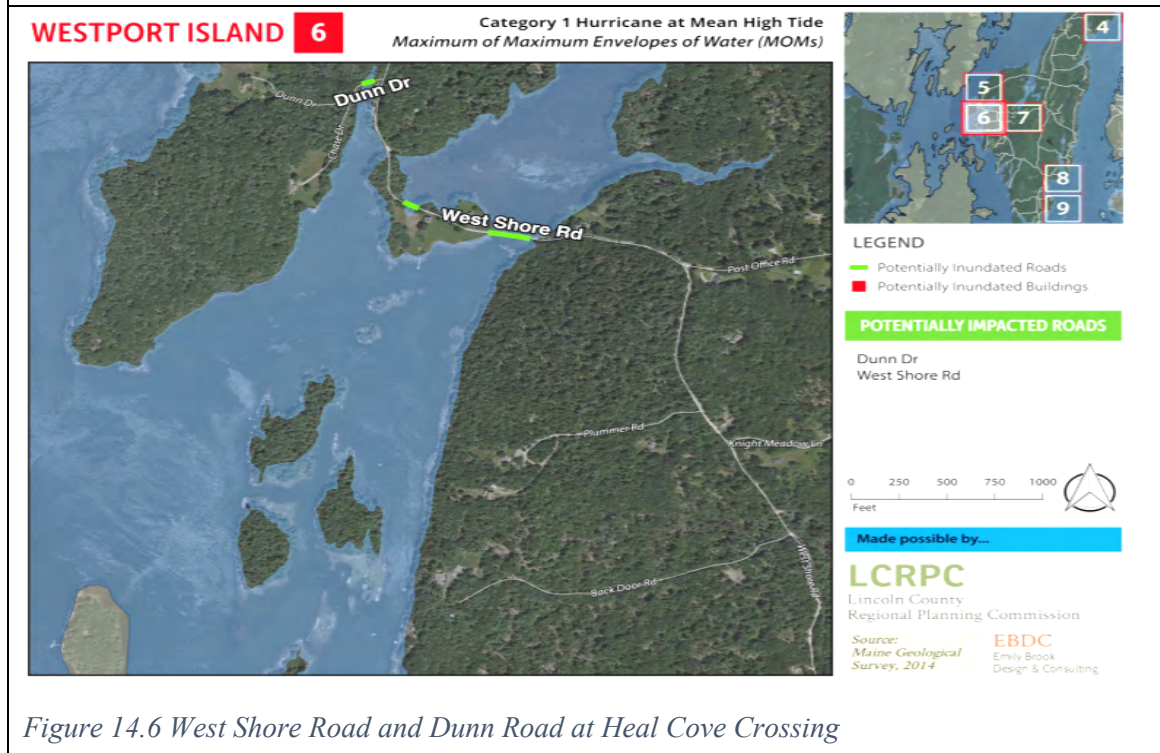 WESTPORT ISLAND 6
Category 1 Hurricane at Mean High Tide
Maximum of Maximum Envelopes of Water (MOMs)
Dunn Dr
Dunn Dr
West Shore Rd
Post Office Rd
Plummer Rd
Knight Meadow Ln
Back Door Rd
West Shore Rd
4
5
6
7
8
9
LEGEND
Potentially Inundated Roads
Potentially Inundated Buildings
POTENTIALLY IMPACTED ROADS
Dunn Dr
West Shore Rd
0 250 500 750 1000
Feet
Made possible by...
LCRPC
Lincoln County
Regional Planning Commission
Source:
Maine Geological
Survey, 2014
EBDC
Emily Brook
Design & Consulting
Figure 14.6 West Shore Road and Dunn Road at Heal Cove Crossing